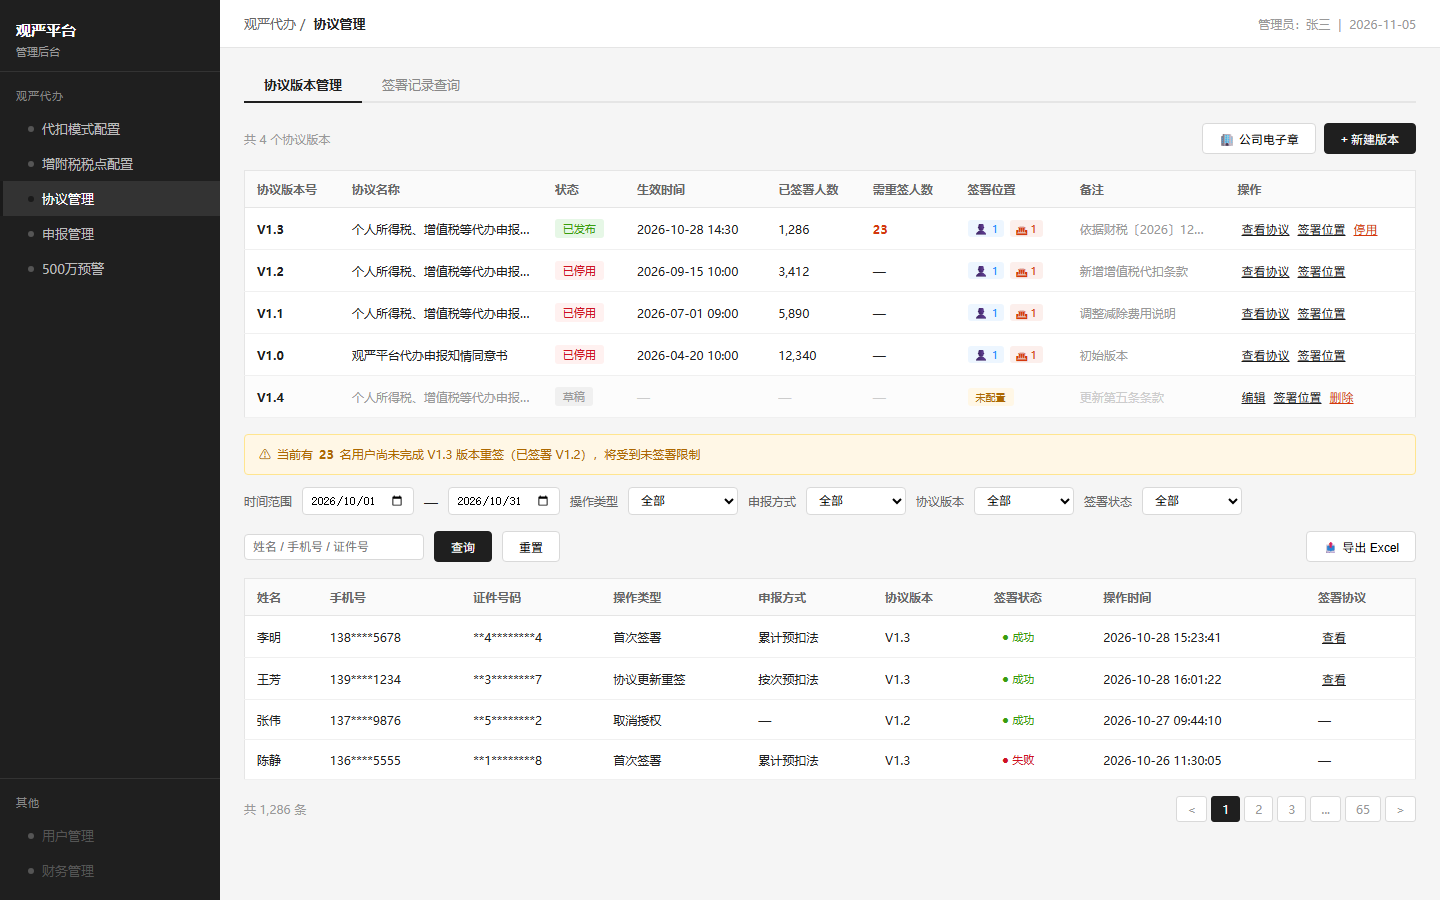 观严平台
管理后台
观严代办
代扣模式配置
增附税税点配置
协议管理
申报管理
500万预警
其他
用户管理
财务管理
观严代办 / 协议管理
管理员：张三 | 2026-11-05
协议版本管理 签署记录查询
共 4 个协议版本 公司电子章 + 新建版本
协议版本号 协议名称 状态 生效时间 已签署人数 需重签人数 签署位置 备注 操作
V1.3 个人所得税、增值税等代办申报... 已发布 2026-10-28 14:30 1,286 23 1 1 依据财税〔2026〕12... 查看协议 签署位置 停用
V1.2 个人所得税、增值税等代办申报... 已停用 2026-09-15 10:00 3,412 — 1 1 新增增值税代扣条款 查看协议 签署位置
V1.1 个人所得税、增值税等代办申报... 已停用 2026-07-01 09:00 5,890 — 1 1 调整减除费用说明 查看协议 签署位置
V1.0 观严平台代办申报知情同意书 已停用 2026-04-20 10:00 12,340 — 1 1 初始版本 查看协议 签署位置
V1.4 个人所得税、增值税等代办申报... 草稿 — — — 未配置 更新第五条条款 编辑 签署位置 删除
⚠ 当前有 23 名用户尚未完成 V1.3 版本重签（已签署 V1.2），将受到未签署限制
时间范围 2026/10/01 — 2026/10/31 操作类型 全部 申报方式 全部 协议版本 全部 签署状态 全部
姓名 / 手机号 / 证件号 查询 重置 导出 Excel
姓名 手机号 证件号码 操作类型 申报方式 协议版本 签署状态 操作时间 签署协议
李明 138****5678 **4********4 首次签署 累计预扣法 V1.3 ● 成功 2026-10-28 15:23:41 查看
王芳 139****1234 **3********7 协议更新重签 按次预扣法 V1.3 ● 成功 2026-10-28 16:01:22 查看
张伟 137****9876 **5********2 取消授权 — V1.2 ● 成功 2026-10-27 09:44:10 —
陈静 136****5555 **1********8 首次签署 累计预扣法 V1.3 ● 失败 2026-10-26 11:30:05 —
共 1,286 条 < 1 2 3 ... 65 >